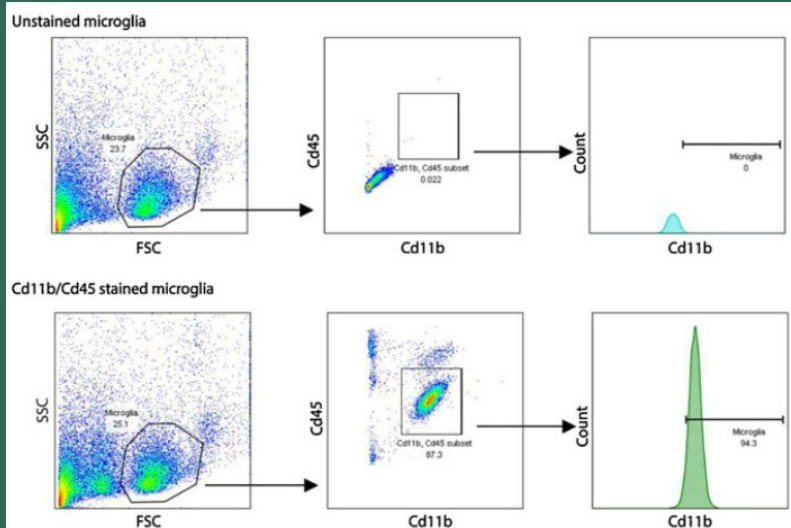 Unstained microglia
SSC
Microglia
23.7
FSC
Cd45
Cd11b, Cd45 subset
0.022
Cd11b
Count
Microglia
0
Cd11b
Cd11b/Cd45 stained microglia
SSC
Microglia
25.1
FSC
Cd45
Cd11b, Cd45 subset
87.3
Cd11b
Count
Microglia
94.3
Cd11b